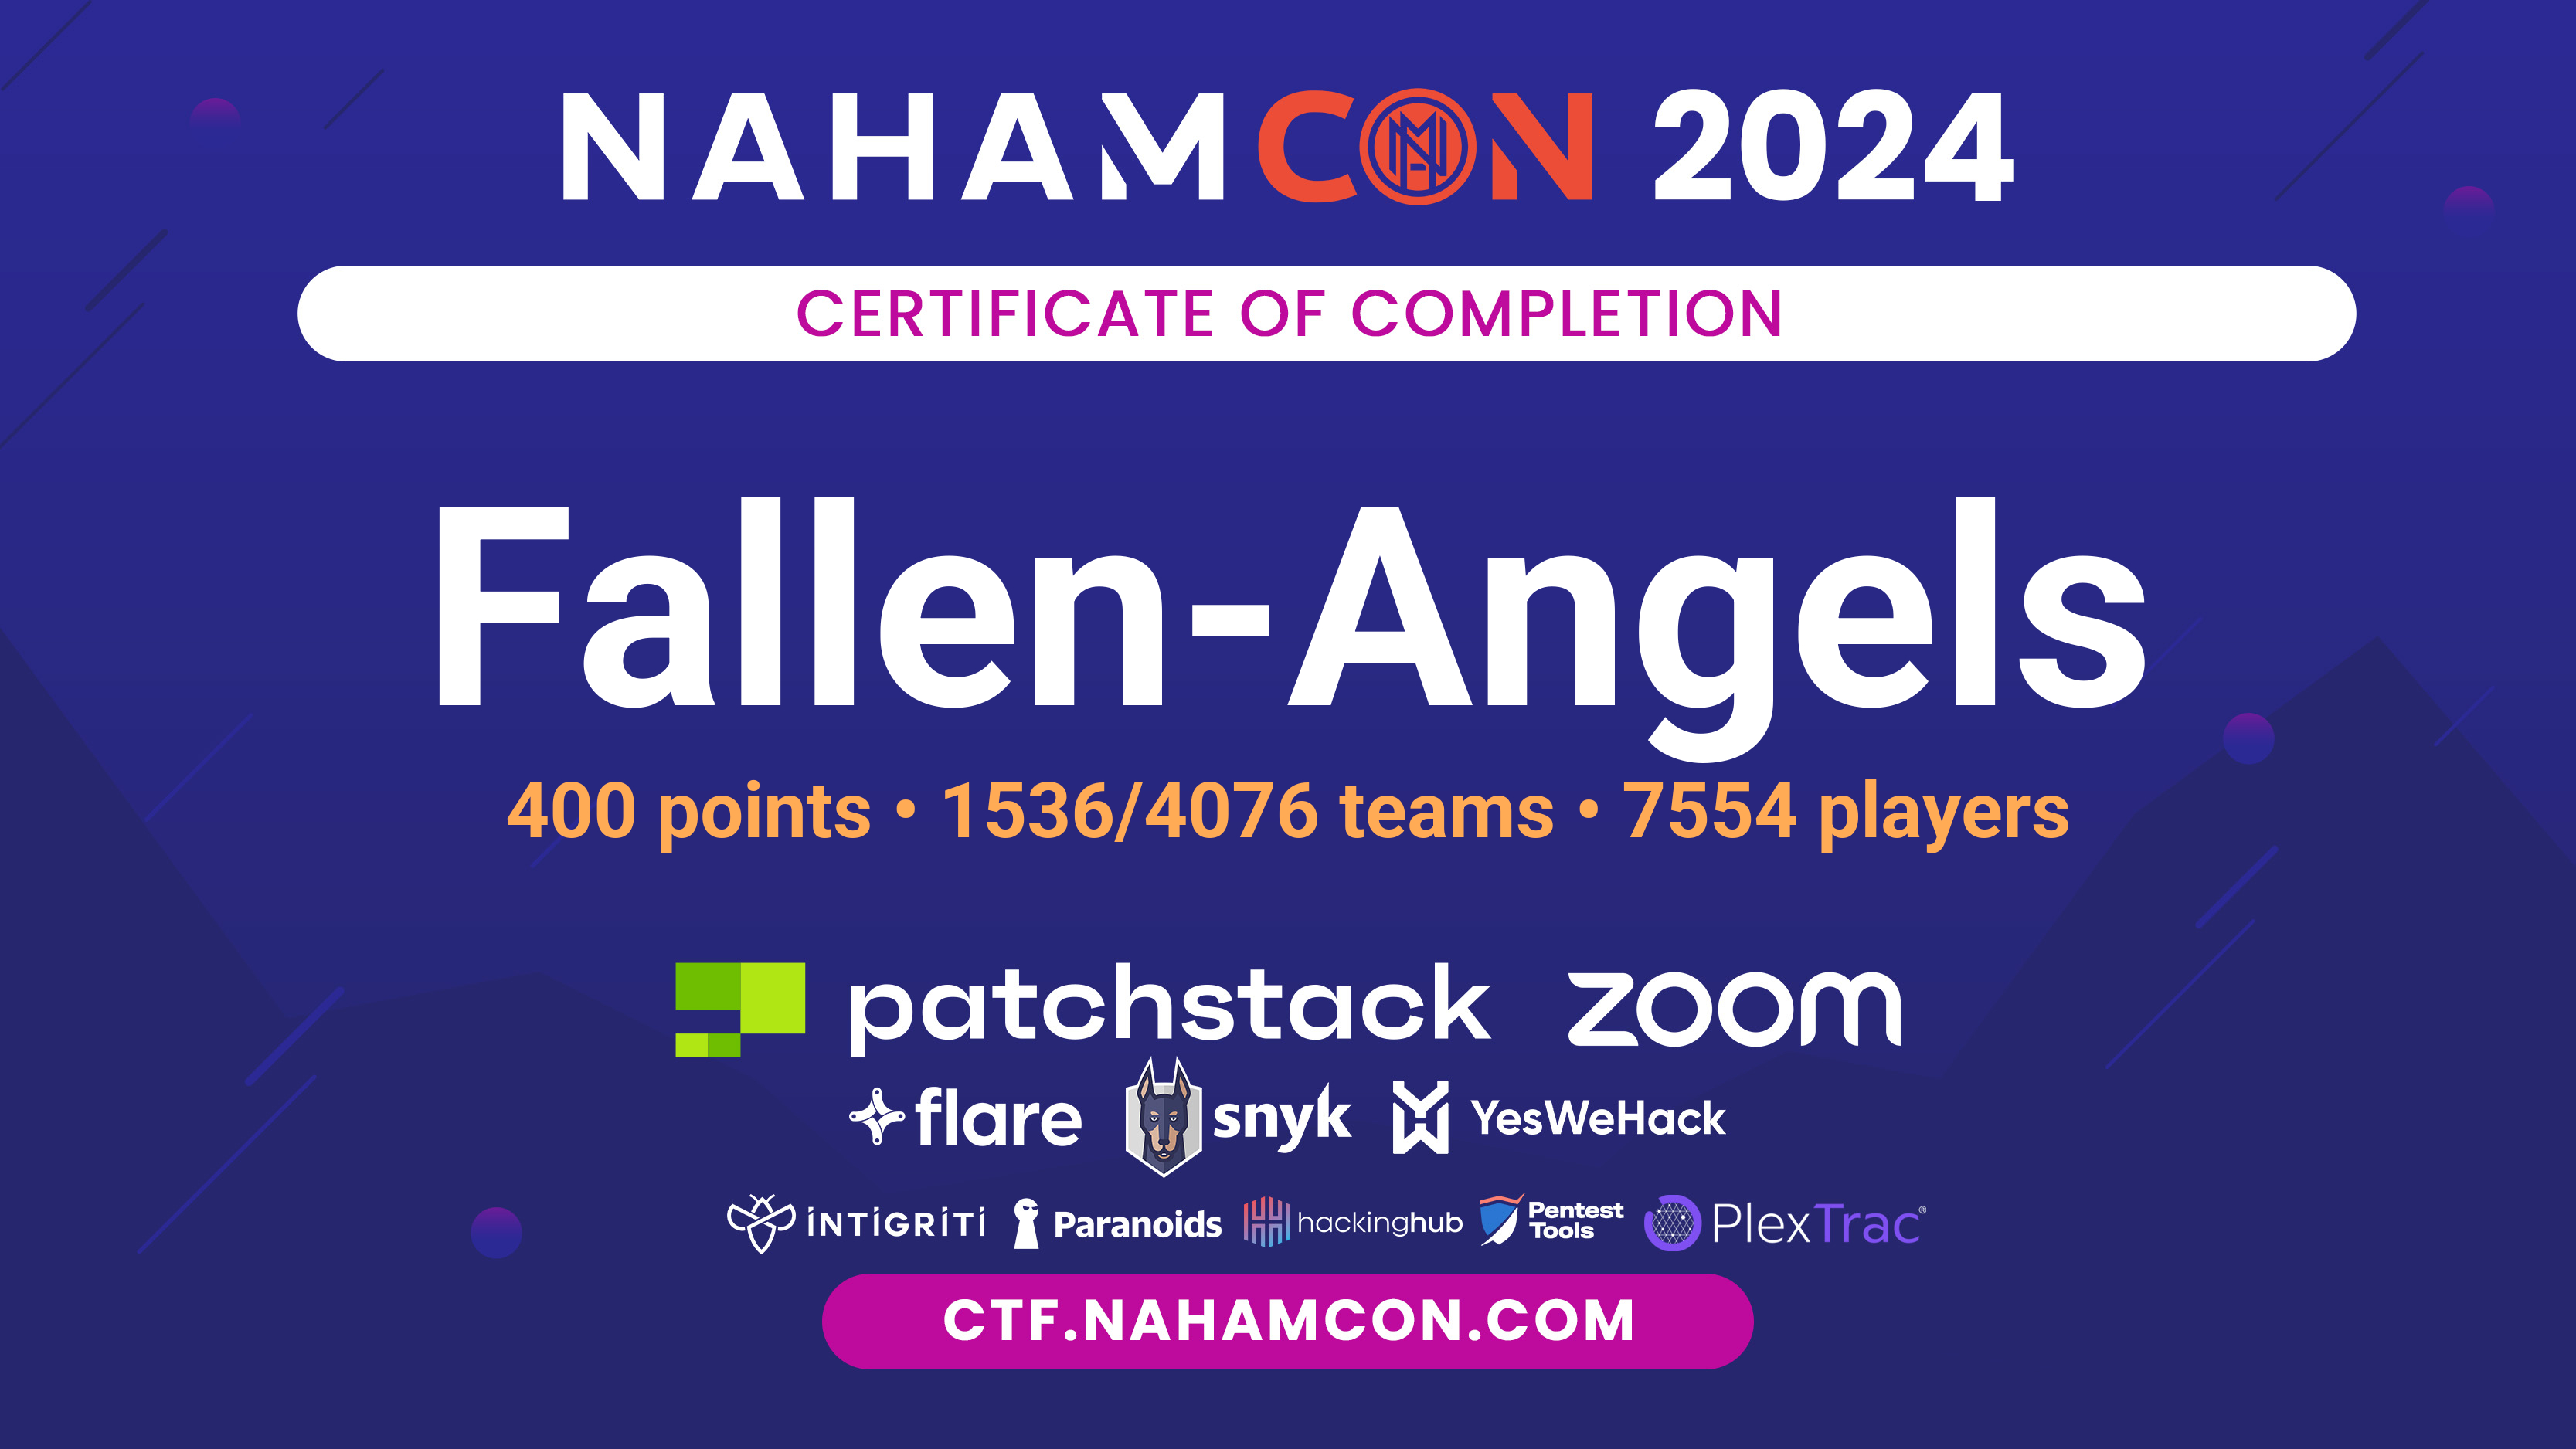 NAHAMCON 2024
CERTIFICATE OF COMPLETION
Fallen-Angels
400 points • 1536/4076 teams • 7554 players
patchstack zoom
flare snyk YesWeHack
INTIGRITI Paranoids hackinghub Pentest Tools PlexTrac®
CTF.NAHAMCON.COM